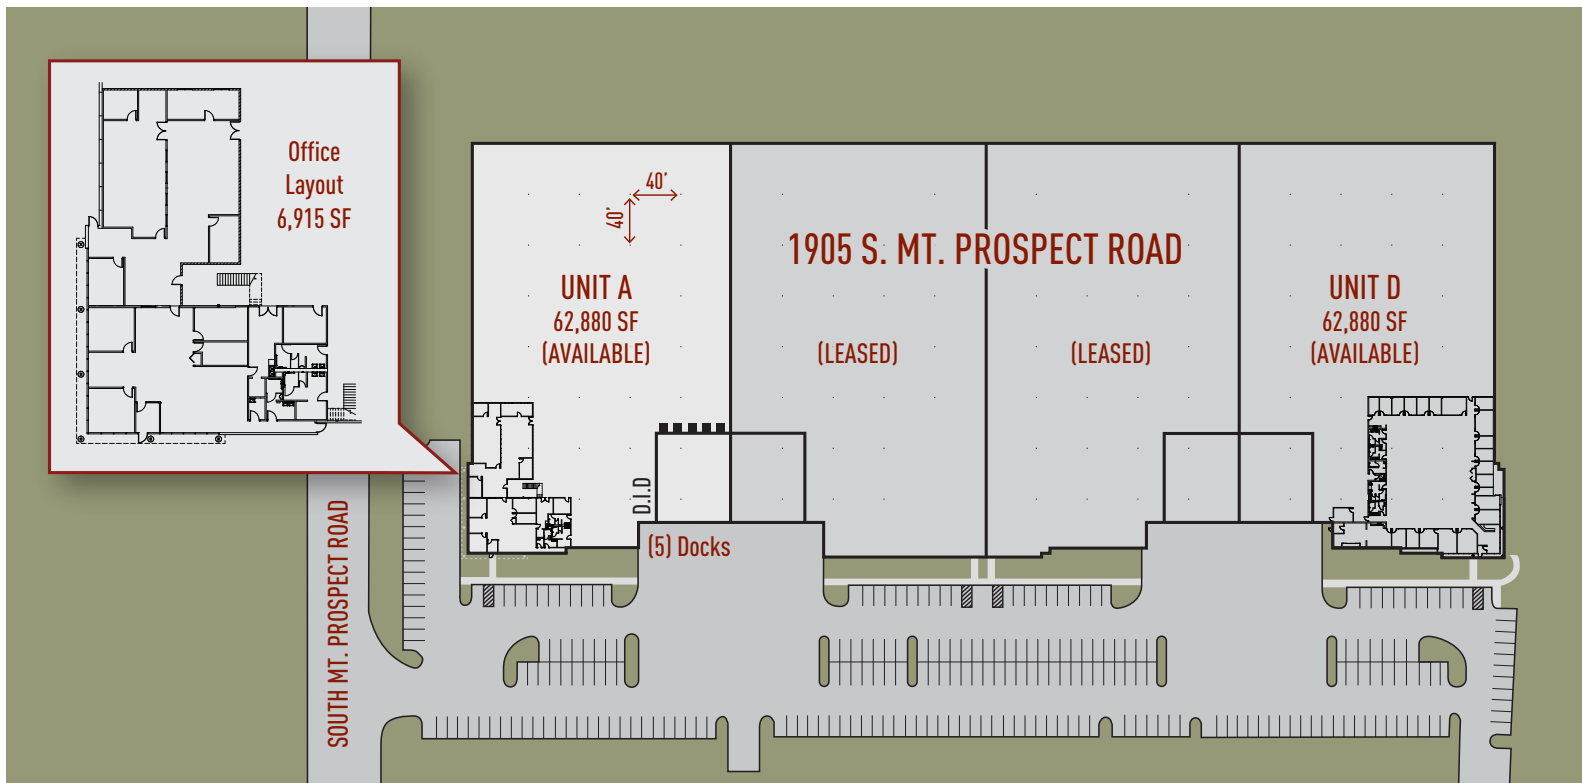 Office
Layout
6,915 SF
40'
40'
1905 S. MT. PROSPECT ROAD
UNIT A
62,880 SF
(AVAILABLE)
(LEASED)
(LEASED)
UNIT D
62,880 SF
(AVAILABLE)
D.I.D
(5) Docks
SOUTH MT. PROSPECT ROAD